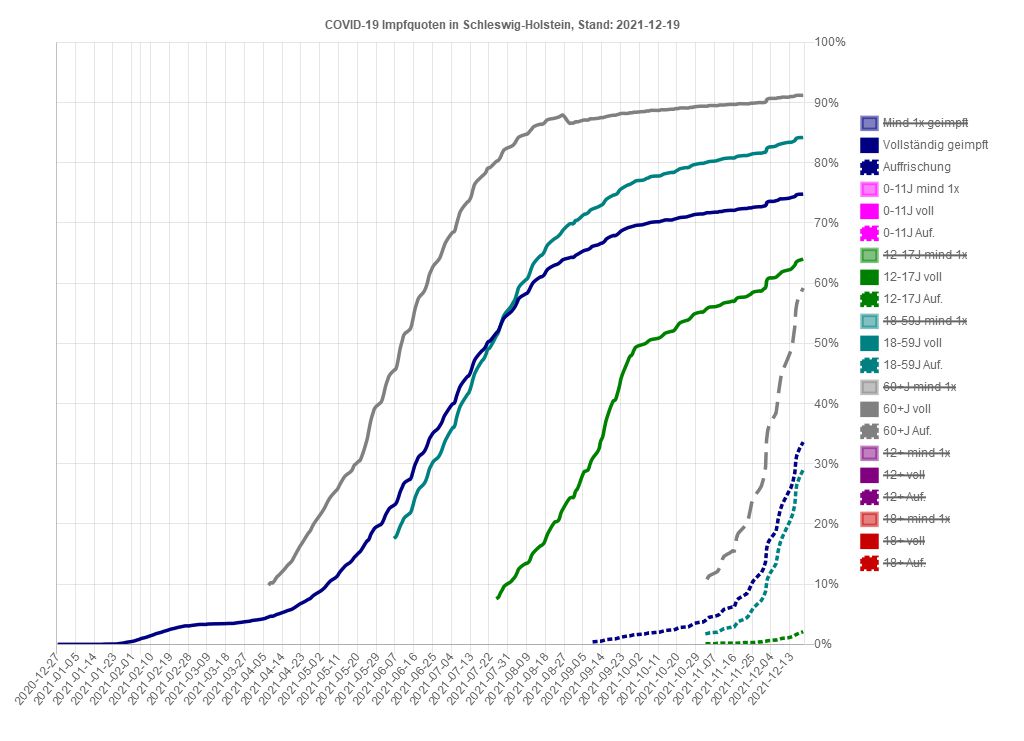 COVID-19 Impfquoten in Schleswig-Holstein, Stand: 2021-12-19
100%
90%
80%
70%
60%
50%
40%
30%
20%
10%
0%
Mind 1x geimpft
Vollständig geimpft
Auffrischung
0-11J mind 1x
0-11J voll
0-11J Auf.
12-17J mind 1x
12-17J voll
12-17J Auf.
18-59J mind 1x
18-59J voll
18-59J Auf.
60+J mind 1x
60+J voll
60+J Auf.
12+ mind 1x
12+ voll
12+ Auf.
18+ mind 1x
18+ voll
18+ Auf.
2020-12-27
2021-01-05
2021-01-14
2021-01-23
2021-02-01
2021-02-10
2021-02-19
2021-02-28
2021-03-09
2021-03-18
2021-03-27
2021-04-05
2021-04-14
2021-04-23
2021-05-02
2021-05-11
2021-05-20
2021-05-29
2021-06-07
2021-06-16
2021-06-25
2021-07-04
2021-07-13
2021-07-22
2021-07-31
2021-08-09
2021-08-18
2021-08-27
2021-09-05
2021-09-14
2021-09-23
2021-10-02
2021-10-11
2021-10-20
2021-10-29
2021-11-07
2021-11-16
2021-11-25
2021-12-04
2021-12-13